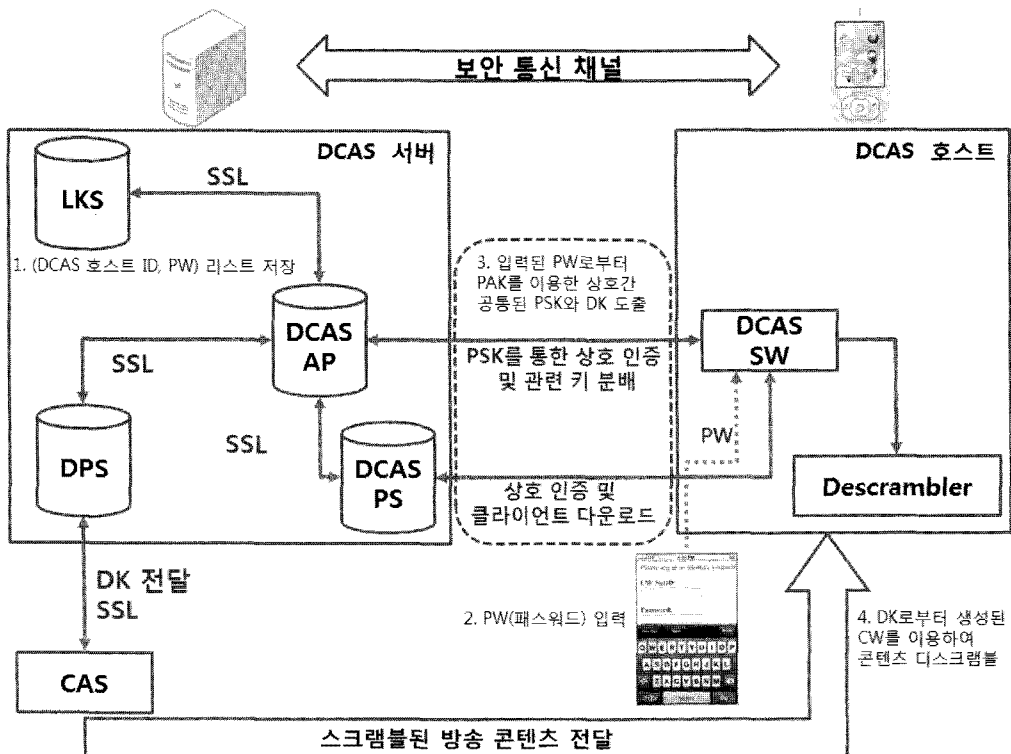 보안 통신 채널
DCAS 서버
DCAS 호스트
LKS
SSL
1. (DCAS 호스트 ID, PW) 리스트 저장
3. 입력된 PW로부터
PAK를 이용한 상호간
공통된 PSK와 DK 도출
DCAS
AP
DCAS
SW
SSL
PSK를 통한 상호 인증
및 관련 키 분배
DPS
SSL
DCAS
PS
PW
상호 인증 및
클라이언트 다운로드
Descrambler
DK 전달
SSL
2. PW(패스워드) 입력
Q W E R T Y U I O P
A S D F G H J K L
Z X C V B N M
4. DK로부터 생성된
CW를 이용하여
콘텐츠 디스크램블
CAS
스크램블된 방송 콘텐츠 전달